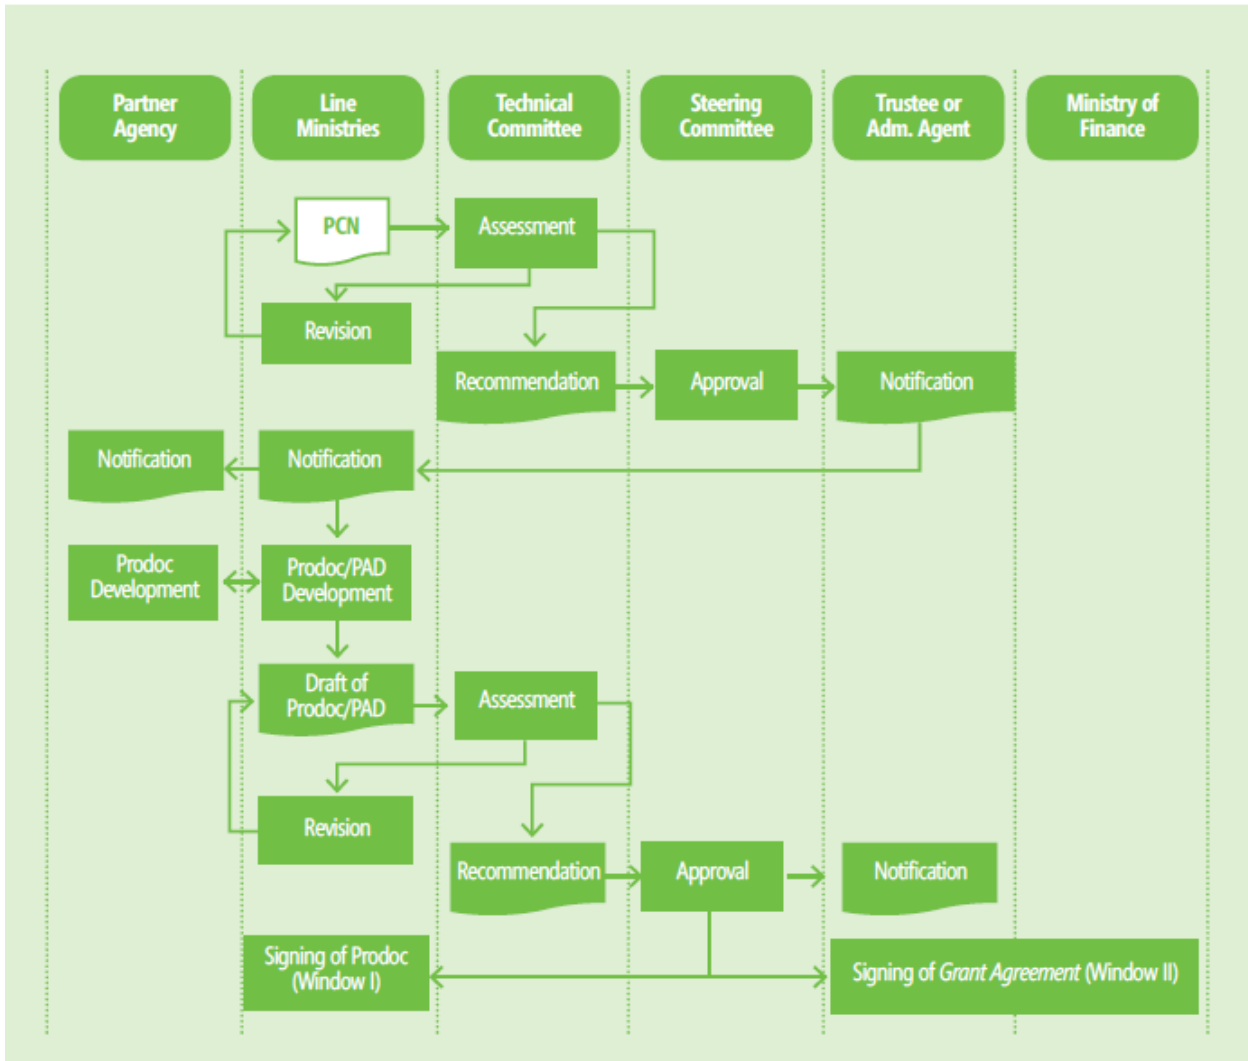 Partner
Agency
Line
Ministries
Technical
Committee
Steering
Committee
Trustee or
Adm. Agent
Ministry of
Finance
PCN
Assessment
Revision
Recommendation
Approval
Notification
Notification
Notification
Prodoc
Development
Prodoc/PAD
Development
Draft of
Prodoc/PAD
Assessment
Revision
Recommendation
Approval
Notification
Signing of Prodoc
(Window I)
Signing of Grant Agreement (Window II)